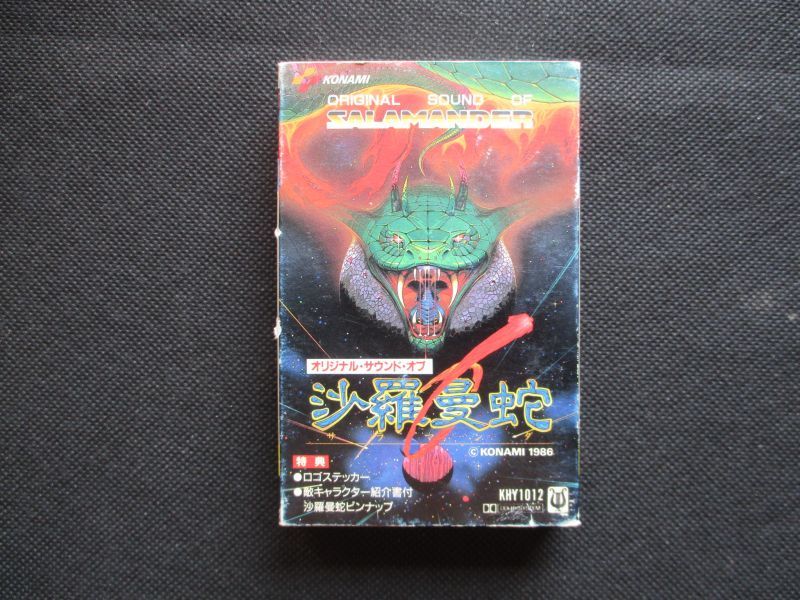 KONAMI
ORIGINAL SOUND OF
SALAMANDER
オリジナル・サウンド・オブ
沙羅曼蛇
©KONAMI 1986
特典
●ロゴステッカー
●敵キャラクター紹介書付
沙羅曼蛇ピンナップ
KHY1012